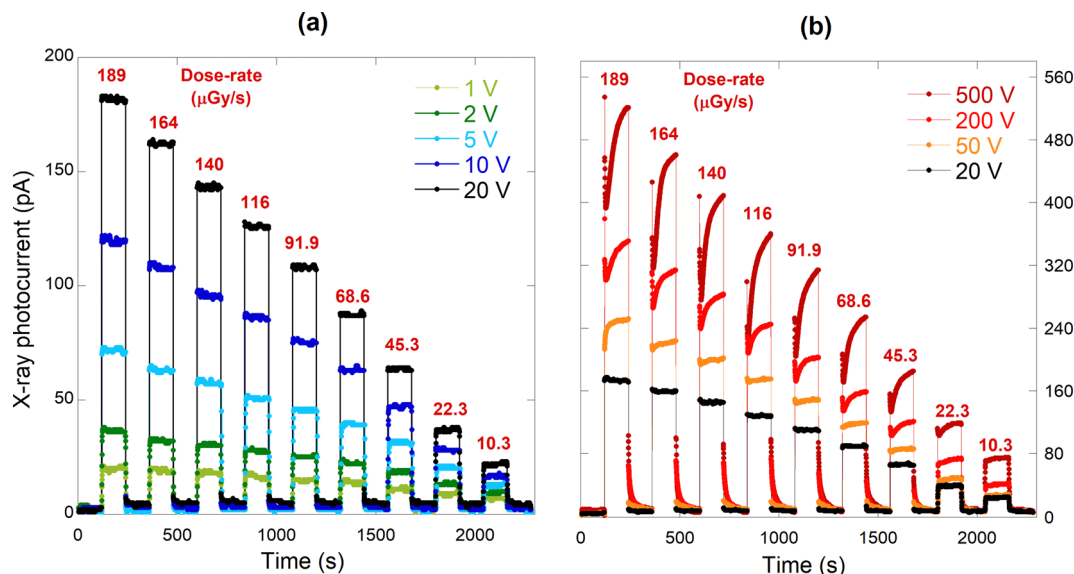 (a)
X-ray photocurrent (pA)
200
150
100
50
0
Dose-rate
(μGy/s)
189
164
140
116
91.9
68.6
45.3
22.3
10.3
1 V
2 V
5 V
10 V
20 V
0
500
1000
1500
2000
Time (s)
(b)
Dose-rate
(μGy/s)
189
164
140
116
91.9
68.6
45.3
22.3
10.3
500 V
200 V
50 V
20 V
560
480
400
320
240
160
80
0
0
500
1000
1500
2000
Time (s)